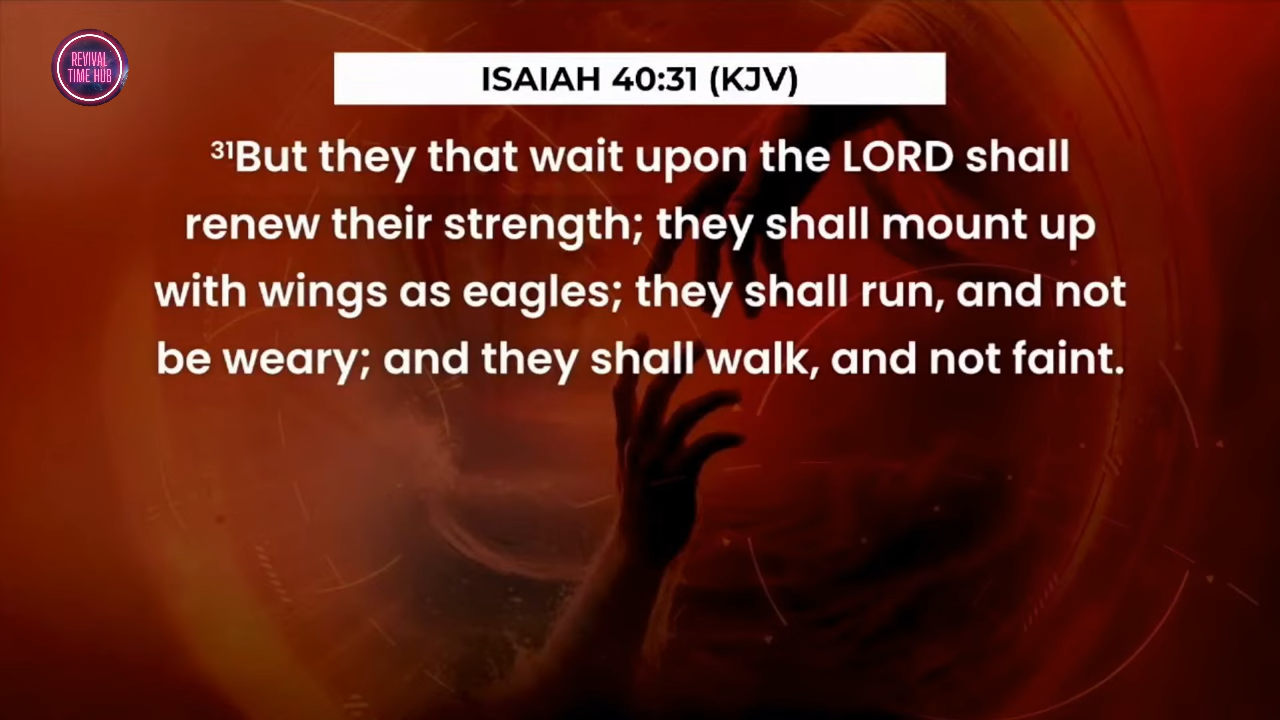 REVIVAL
TIME HUB
ISAIAH 40:31 (KJV)
³¹But they that wait upon the LORD shall
renew their strength; they shall mount up
with wings as eagles; they shall run, and not
be weary; and they shall walk, and not faint.